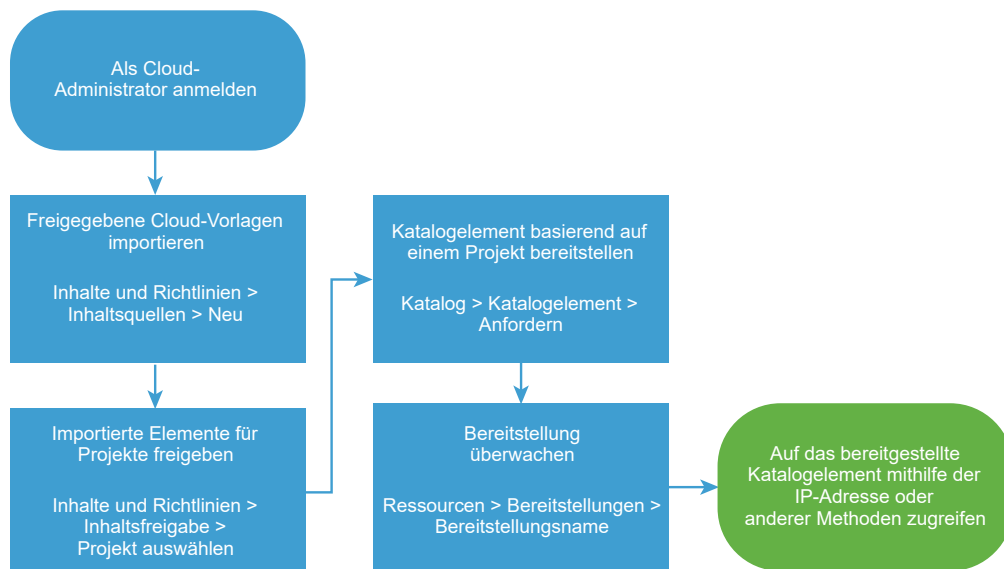 Als Cloud-
Administrator anmelden
Freigegebene Cloud-Vorlagen
importieren
Inhalte und Richtlinien >
Inhaltsquellen > Neu
Importierte Elemente für
Projekte freigeben
Inhalte und Richtlinien >
Inhaltsfreigabe >
Projekt auswählen
Katalogelement basierend auf
einem Projekt bereitstellen
Katalog > Katalogelement >
Anfordern
Bereitstellung
überwachen
Ressourcen > Bereitstellungen >
Bereitstellungsname
Auf das bereitgestellte
Katalogelement mithilfe der
IP-Adresse oder
anderer Methoden zugreifen